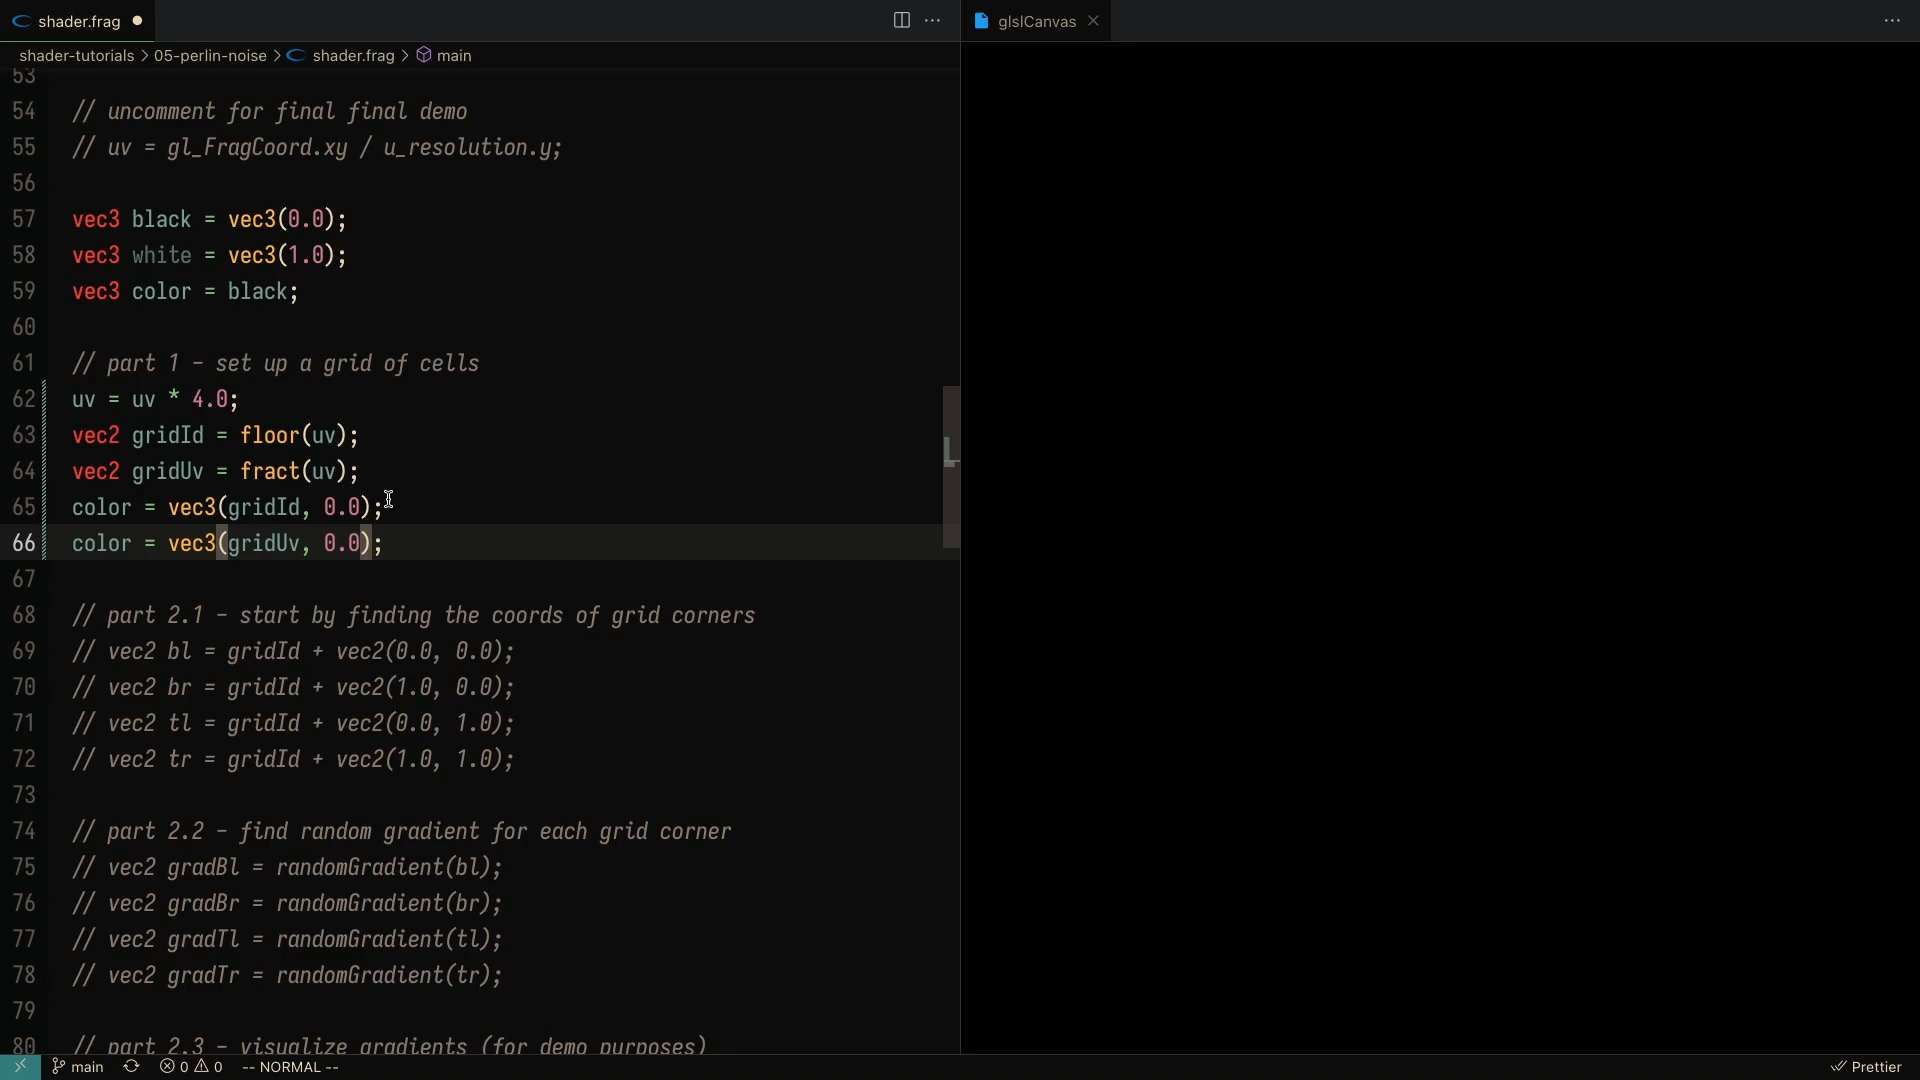 shader.frag
glslCanvas
shader-tutorials > 05-perlin-noise > shader.frag > main
53
54 // uncomment for final final demo
55 // uv = gl_FragCoord.xy / u_resolution.y;
56
57 vec3 black = vec3(0.0);
58 vec3 white = vec3(1.0);
59 vec3 color = black;
60
61 // part 1 - set up a grid of cells
62 uv = uv * 4.0;
63 vec2 gridId = floor(uv);
64 vec2 gridUv = fract(uv);
65 color = vec3(gridId, 0.0);
66 color = vec3(gridUv, 0.0);
67
68 // part 2.1 - start by finding the coords of grid corners
69 // vec2 bl = gridId + vec2(0.0, 0.0);
70 // vec2 br = gridId + vec2(1.0, 0.0);
71 // vec2 tl = gridId + vec2(0.0, 1.0);
72 // vec2 tr = gridId + vec2(1.0, 1.0);
73
74 // part 2.2 - find random gradient for each grid corner
75 // vec2 gradBl = randomGradient(bl);
76 // vec2 gradBr = randomGradient(br);
77 // vec2 gradTl = randomGradient(tl);
78 // vec2 gradTr = randomGradient(tr);
79
80 // part 2.3 - visualize gradients (for demo purposes)
main 0 0 -- NORMAL -- Prettier